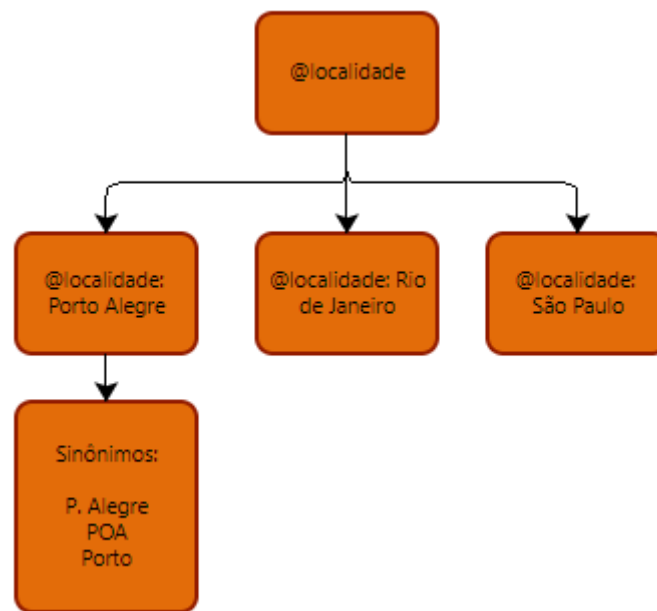 @localidade
@localidade:
Porto Alegre
@localidade: Rio
de Janeiro
@localidade:
São Paulo
Sinônimos:
P. Alegre
POA
Porto